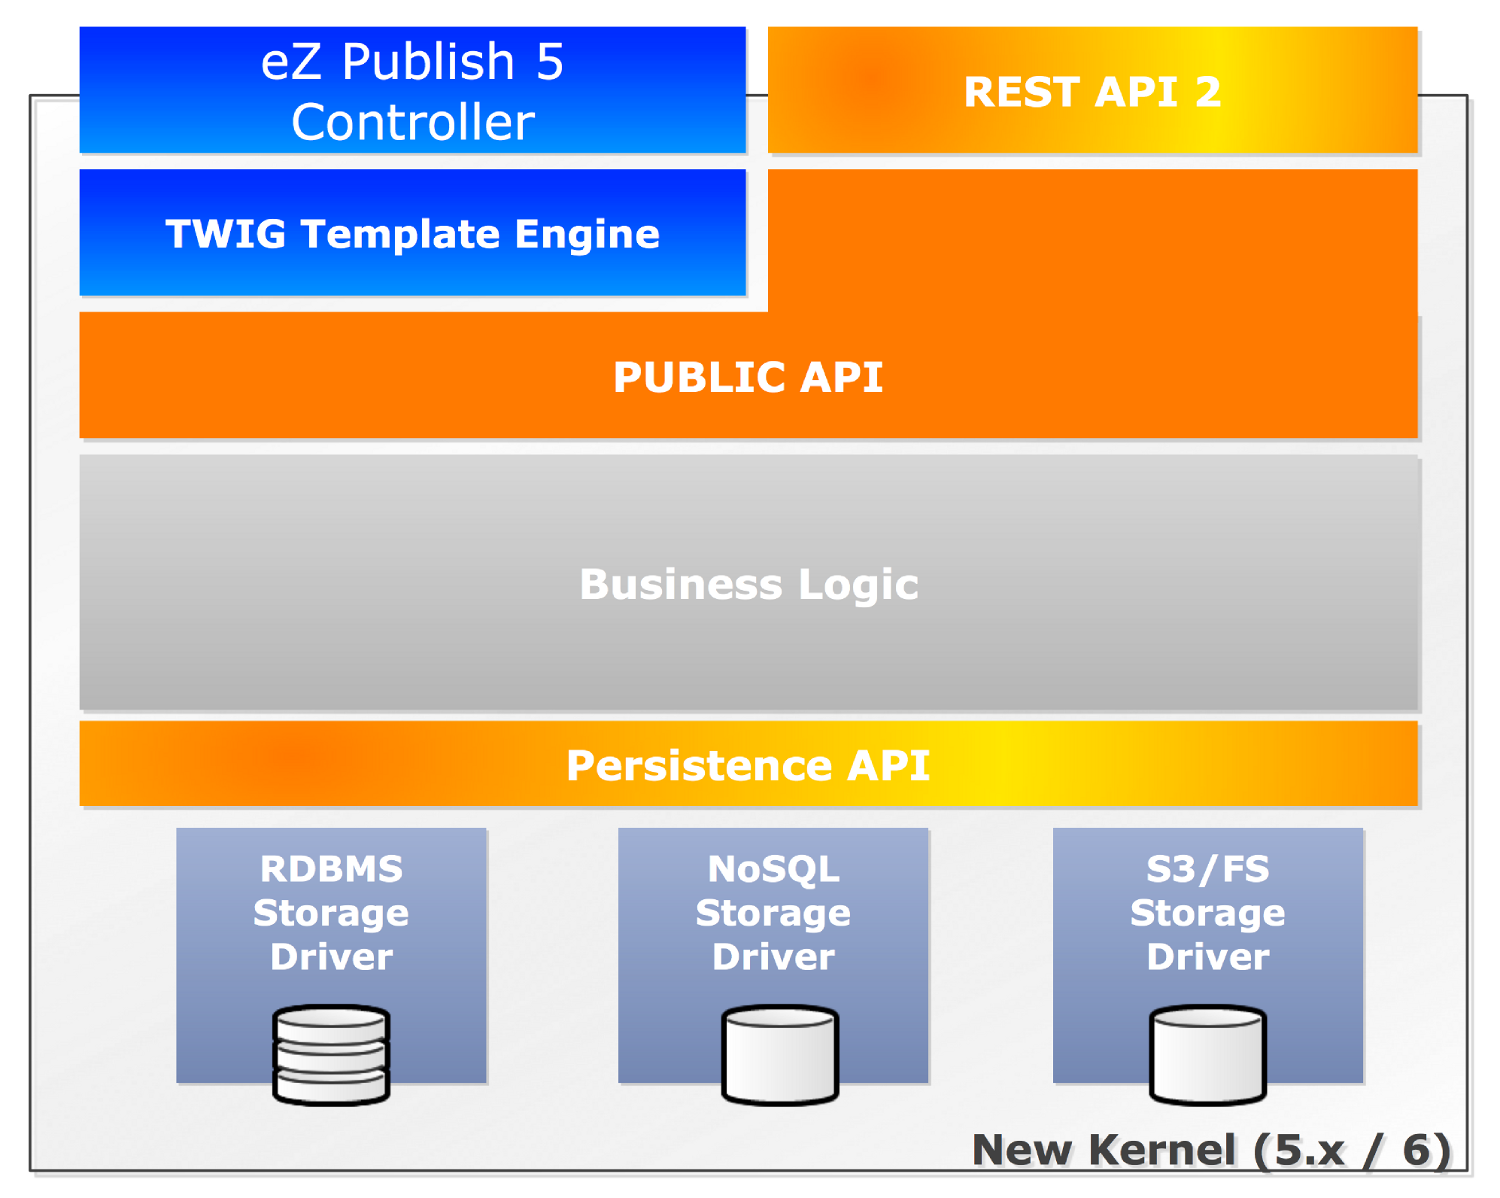 eZ Publish 5
Controller
REST API 2
TWIG Template Engine
PUBLIC API
Business Logic
Persistence API
RDBMS
Storage
Driver
NoSQL
Storage
Driver
S3/FS
Storage
Driver
New Kernel (5.x / 6)